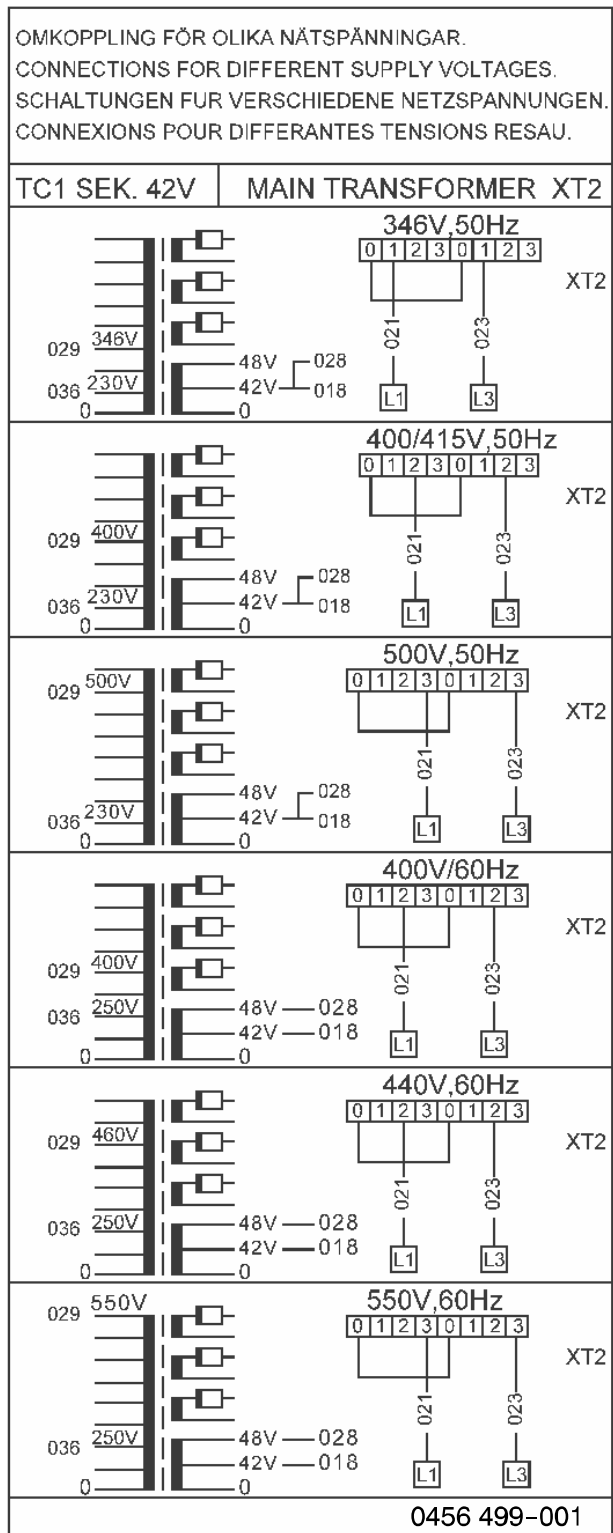 OMKOPPLING FÖR OLIKA NÄTSPÄNNINGAR.
CONNECTIONS FOR DIFFERENT SUPPLY VOLTAGES.
SCHALTUNGEN FUR VERSCHIEDENE NETZSPANNUNGEN.
CONNEXIONS POUR DIFFERANTES TENSIONS RESAU.
TC1 SEK. 42V MAIN TRANSFORMER XT2
346V,50Hz
0 1 2 3 0 1 2 3
XT2
021 023
029 346V
48V 028
036 230V 42V 018
L1 L3
0 0
400/415V,50Hz
0 1 2 3 0 1 2 3
XT2
029 400V
021 023
48V 028
036 230V 42V 018
L1 L3
0 0
500V,50Hz
029 500V
0 1 2 3 0 1 2 3
XT2
021 023
48V 028
036 230V 42V 018
L1 L3
0 0
400V/60Hz
0 1 2 3 0 1 2 3
XT2
029 400V
021 023
036 250V 48V 028
42V 018
L1 L3
0 0
440V,60Hz
0 1 2 3 0 1 2 3
029 460V
XT2
021 023
036 250V 48V 028
42V 018
L1 L3
0 0
029 550V 550V,60Hz
0 1 2 3 0 1 2 3
XT2
021 023
036 250V 48V 028
42V 018
L1 L3
0 0
0456 499-001